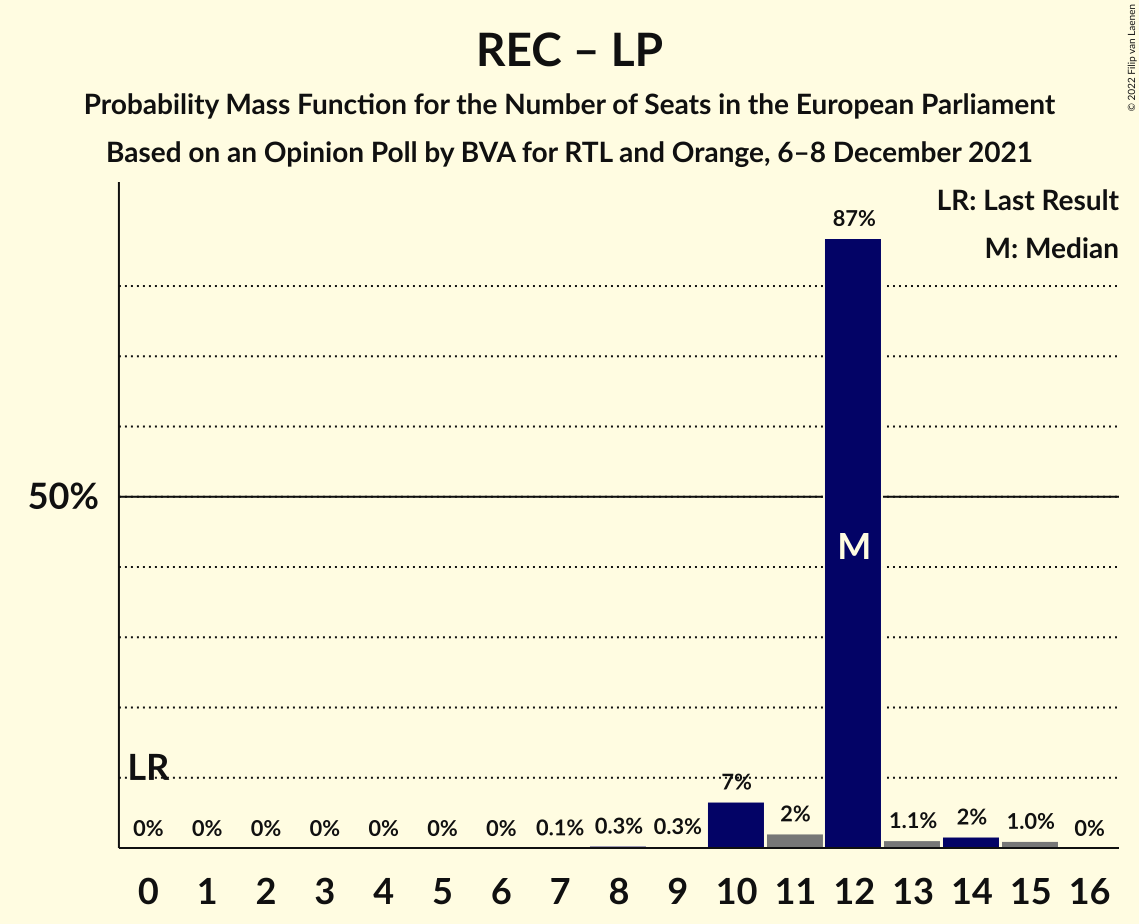 REC – LP
Probability Mass Function for the Number of Seats in the European Parliament
Based on an Opinion Poll by BVA for RTL and Orange, 6–8 December 2021
© 2022 Filip van Laenen
LR: Last Result
M: Median
87%
50%
M
LR
0% 0% 0% 0% 0% 0% 0% 0.1% 0.3% 0.3% 7% 2% 1.1% 2% 1.0% 0%
0 1 2 3 4 5 6 7 8 9 10 11 12 13 14 15 16